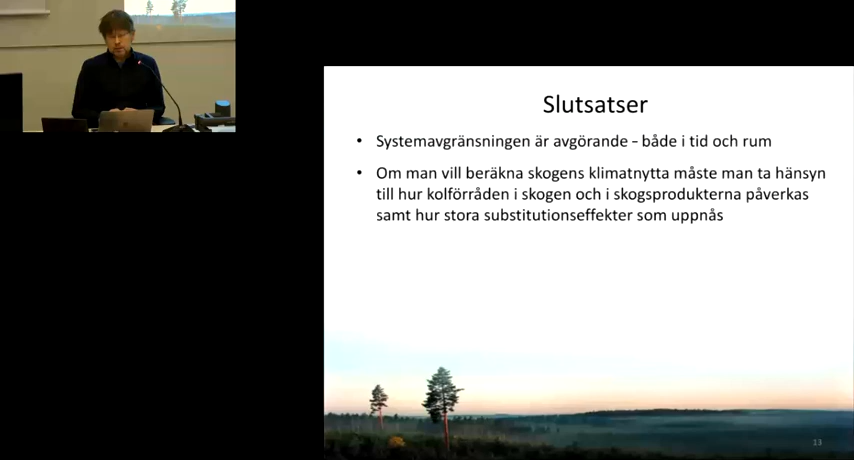 Slutsatser
• Systemavgränsningen är avgörande - både i tid och rum
• Om man vill beräkna skogens klimatnytta måste man ta hänsyn
till hur kolförråden i skogen och i skogsprodukterna påverkas
samt hur stora substitutionseffekter som uppnås
13